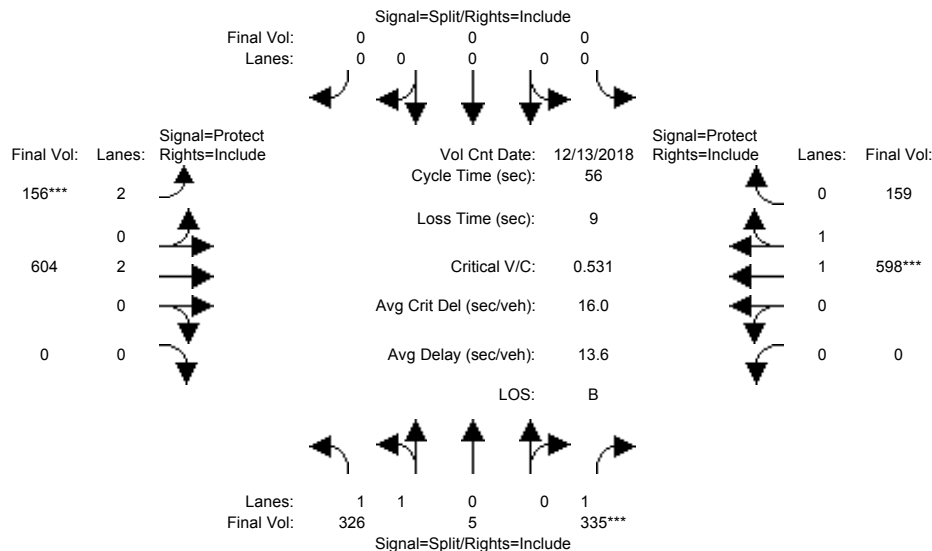 Signal=Split/Rights=Include
Final Vol: 0 0 0
Lanes: 0 0 0 0 0
Signal=Protect Signal=Protect
Final Vol: Lanes: Rights=Include Vol Cnt Date: 12/13/2018 Rights=Include Lanes: Final Vol:
Cycle Time (sec): 56
156*** 2 0 159
Loss Time (sec): 9
0 1
604 2 Critical V/C: 0.531 1 598***
0 Avg Crit Del (sec/veh): 16.0 0
0 0 Avg Delay (sec/veh): 13.6 0 0
LOS: B
Lanes: 1 1 0 0 1
Final Vol: 326 5 335***
Signal=Split/Rights=Include